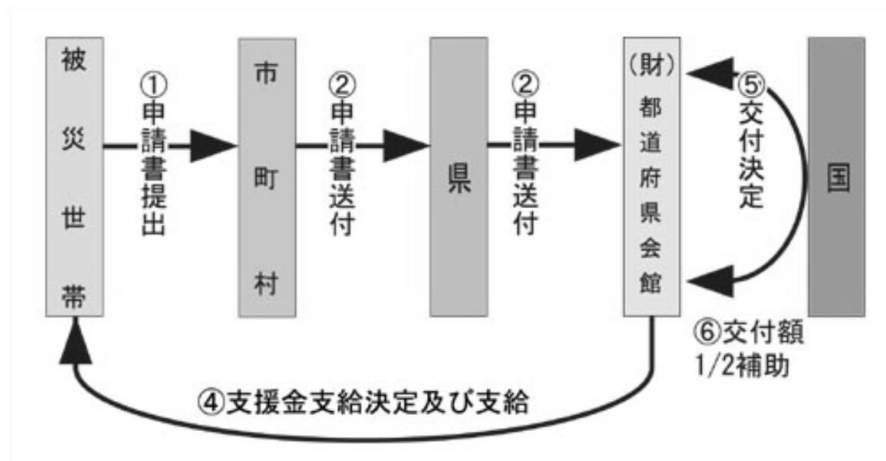 被災世帯
①申請書提出
市町村
②申請書送付
県
②申請書送付
(財)都道府県会館
⑤交付決定
国
⑥交付額
1/2補助
④支援金支給決定及び支給